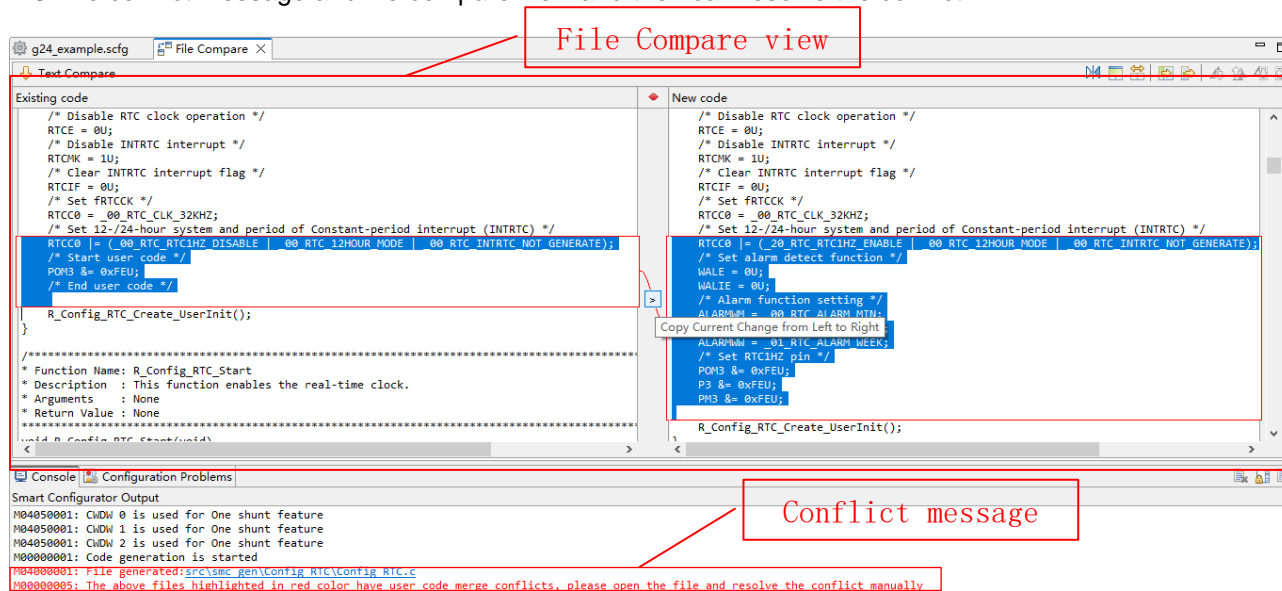 File Compare view
g24_example.scfg
File Compare
Text Compare
Existing code
New code
/* Disable RTC clock operation */
RTCE = 0U;
/* Disable INTRTC interrupt */
RTCMK = 1U;
/* Clear INTRTC interrupt flag */
RTCIF = 0U;
/* Set fRTCCK */
RTCC0 = _00_RTC_CLK_32KHZ;
/* Set 12-/24-hour system and period of Constant-period interrupt (INTRTC) */
RTCC0 |= (_00_RTC_RTC1HZ_DISABLE | _00_RTC_12HOUR_MODE | _00_RTC_INTRTC_NOT_GENERATE);
/* Start user code */
POM3 &= 0xFEU;
/* End user code */
R_Config_RTC_Create_UserInit();
}
/*****************************************************************************************
* Function Name: R_Config_RTC_Start
* Description : This function enables the real-time clock.
* Arguments : None
* Return Value : None
*****************************************************************************************
void R_Config_RTC_Start(void)
/* Disable RTC clock operation */
RTCE = 0U;
/* Disable INTRTC interrupt */
RTCMK = 1U;
/* Clear INTRTC interrupt flag */
RTCIF = 0U;
/* Set fRTCCK */
RTCC0 = _00_RTC_CLK_32KHZ;
/* Set 12-/24-hour system and period of Constant-period interrupt (INTRTC) */
RTCC0 |= (_20_RTC_RTC1HZ_ENABLE | _00_RTC_12HOUR_MODE | _00_RTC_INTRTC_NOT_GENERATE);
/* Set alarm detect function */
WALE = 0U;
WALIE = 0U;
/* Alarm function setting */
ALARMWM = _00_RTC_ALARM_MIN;
Copy Current Change from Left to Right
ALARMWW = _01_RTC_ALARM_WEEK;
/* Set RTC1HZ pin */
POM3 &= 0xFEU;
P3 &= 0xFEU;
PM3 &= 0xFEU;
R_Config_RTC_Create_UserInit();
Console
Configuration Problems
Smart Configurator Output
M04050001: CWDW 0 is used for One shunt feature
M04050001: CWDW 1 is used for One shunt feature
M04050001: CWDW 2 is used for One shunt feature
M00000001: Code generation is started
M04000001: File generated:src\smc_gen\Config_RTC\Config_RTC.c
M00000005: The above files highlighted in red color have user code merge conflicts, please open the file and resolve the conflict manually
Conflict message